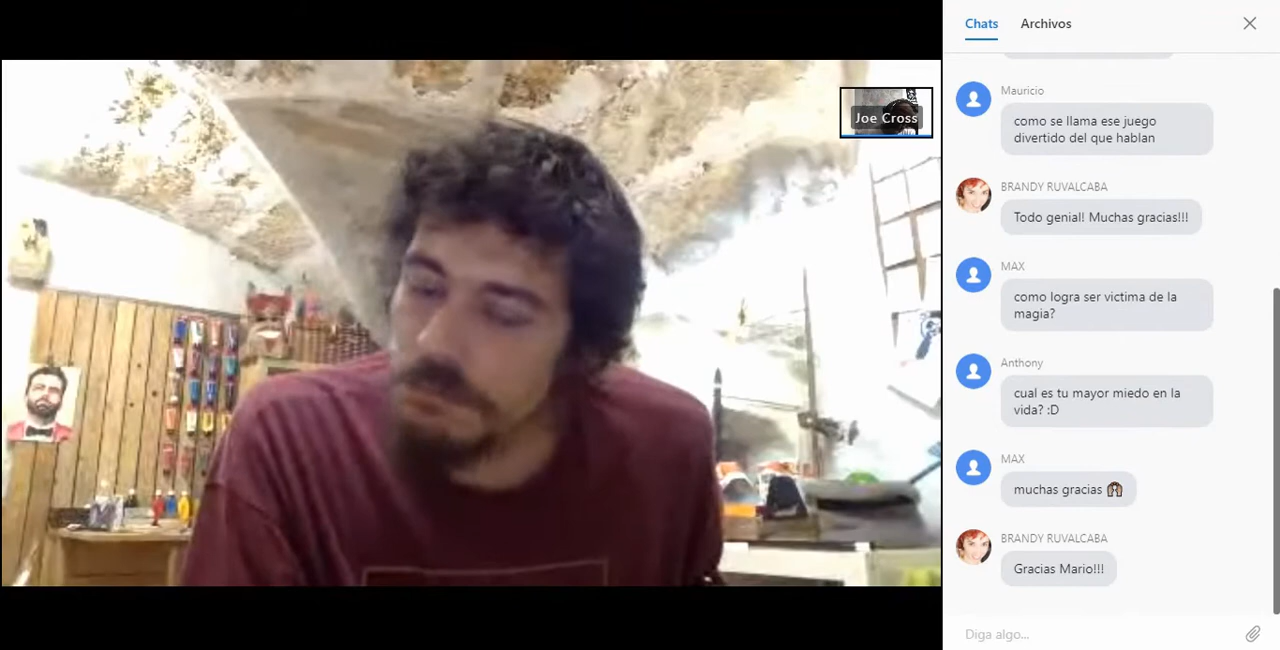 Joe Cross
Chats
Archivos
Mauricio
como se llama ese juego
divertido del que hablan
BRANDY RUVALCABA
Todo genial! Muchas gracias!!!
MAX
como logra ser victima de la
magia?
Anthony
cual es tu mayor miedo en la
vida? :D
MAX
muchas gracias
BRANDY RUVALCABA
Gracias Mario!!!
Diga algo...